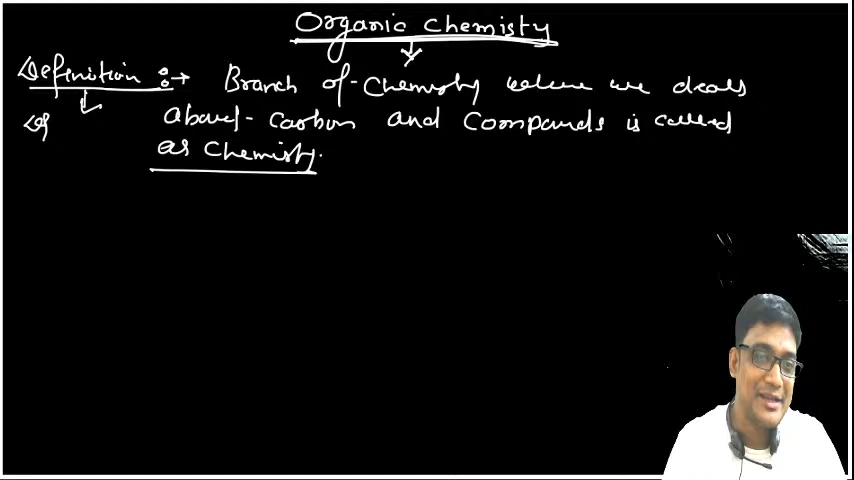 Organic Chemistry
Definition :→ Branch of Chemistry where we deals
about carbon and Compounds is called
as Chemistry.